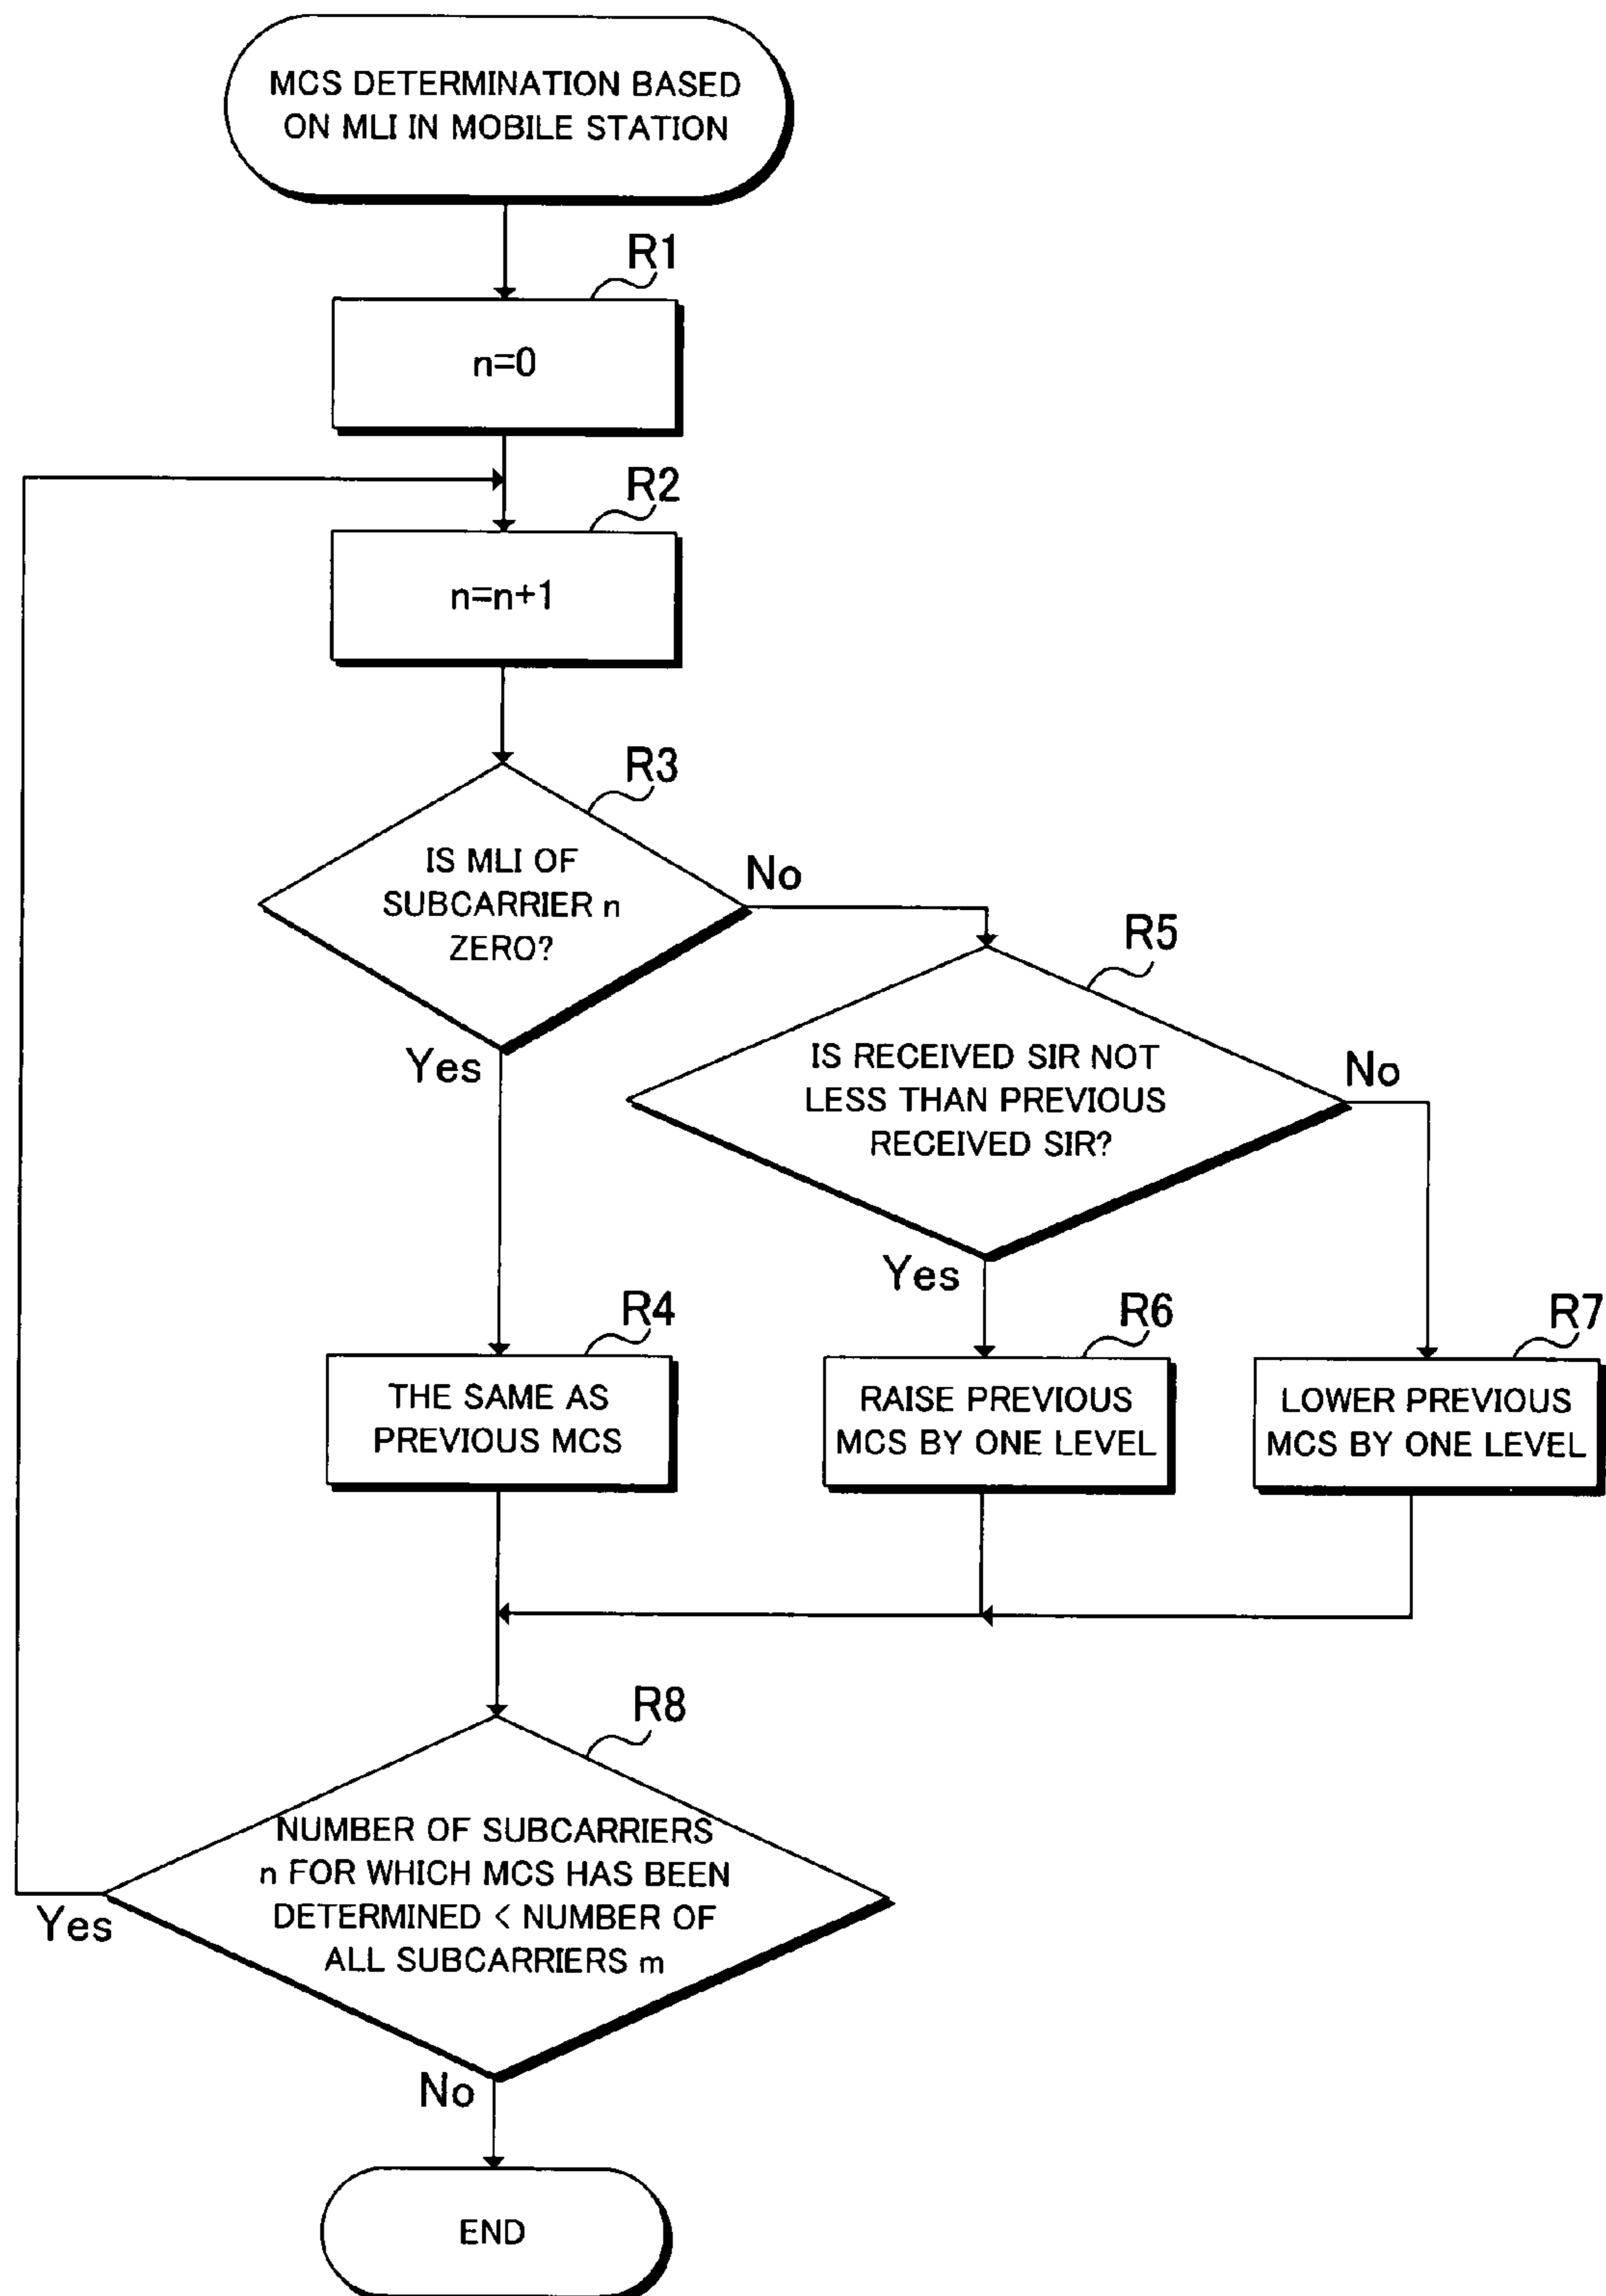 MCS DETERMINATION BASED
ON MLI IN MOBILE STATION
R1
n=0
R2
n=n+1
R3
IS MLI OF
SUBCARRIER n
ZERO?
No
Yes
R5
IS RECEIVED SIR NOT
LESS THAN PREVIOUS
RECEIVED SIR?
No
Yes
R4
THE SAME AS
PREVIOUS MCS
R6
RAISE PREVIOUS
MCS BY ONE LEVEL
R7
LOWER PREVIOUS
MCS BY ONE LEVEL
R8
NUMBER OF SUBCARRIERS
n FOR WHICH MCS HAS BEEN
DETERMINED < NUMBER OF
ALL SUBCARRIERS m
Yes
No
END